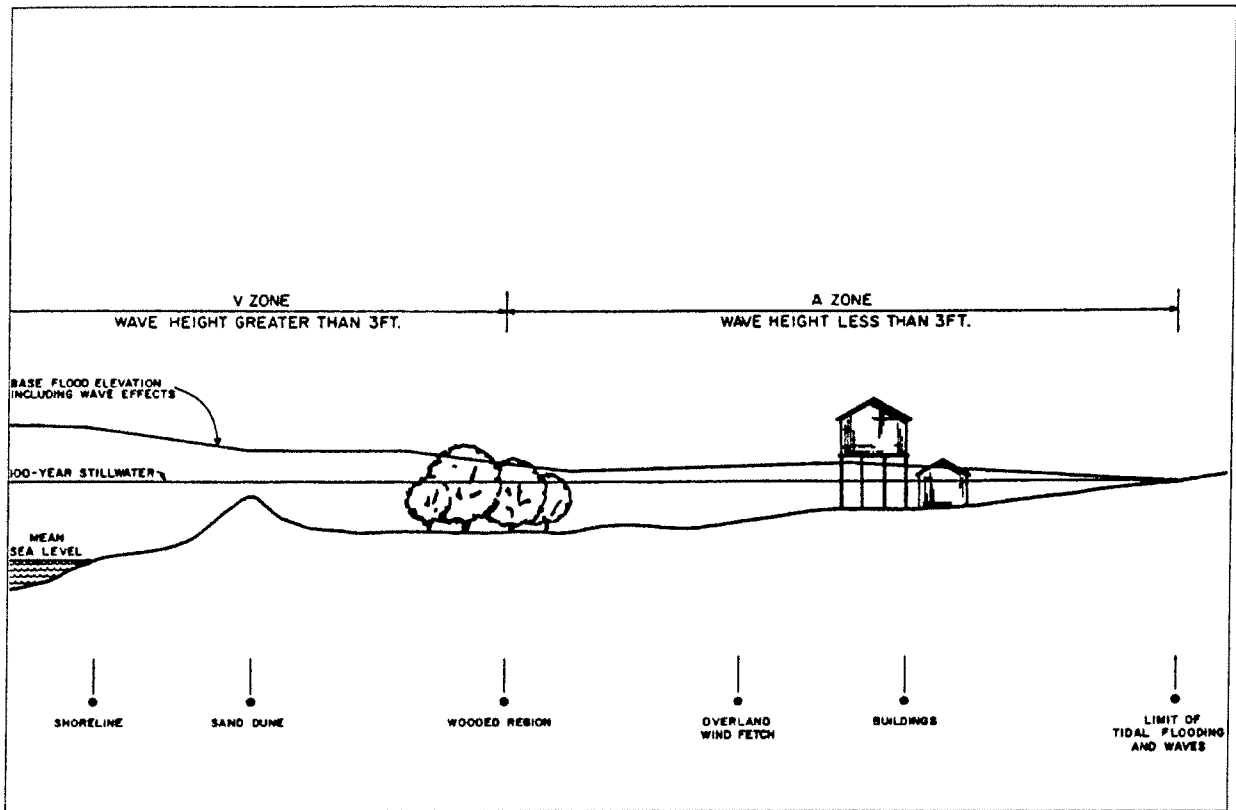 V ZONE
WAVE HEIGHT GREATER THAN 3FT.
A ZONE
WAVE HEIGHT LESS THAN 3FT.
BASE FLOOD ELEVATION
INCLUDING WAVE EFFECTS
100-YEAR STILLWATER
MEAN
SEA LEVEL
SHORELINE
SAND DUNE
WOODED REGION
OVERLAND
WIND FETCH
BUILDINGS
LIMIT OF
TIDAL FLOODING
AND WAVES